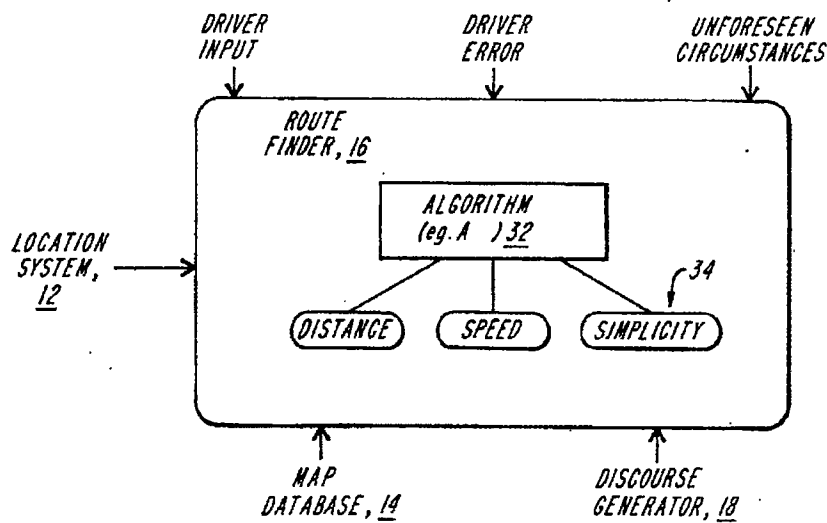 DRIVER
INPUT
DRIVER
ERROR
UNFORESEEN
CIRCUMSTANCES
ROUTE
FINDER, 16
ALGORITHM
(eg. A ) 32
LOCATION
SYSTEM,
12
34
DISTANCE
SPEED
SIMPLICITY
MAP
DATABASE, 14
DISCOURSE
GENERATOR, 18